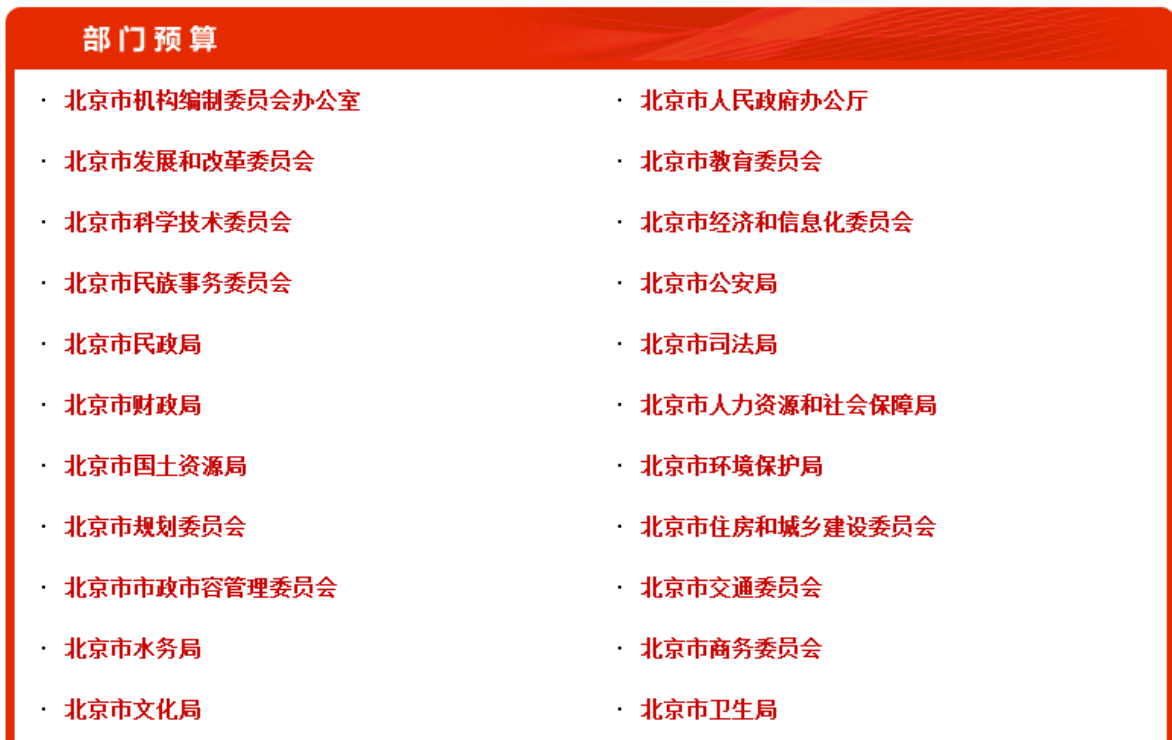 部门预算
· 北京市机构编制委员会办公室
· 北京市人民政府办公厅
· 北京市发展和改革委员会
· 北京市教育委员会
· 北京市科学技术委员会
· 北京市经济和信息化委员会
· 北京市民族事务委员会
· 北京市公安局
· 北京市民政局
· 北京市司法局
· 北京市财政局
· 北京市人力资源和社会保障局
· 北京市国土资源局
· 北京市环境保护局
· 北京市规划委员会
· 北京市住房和城乡建设委员会
· 北京市市政市容管理委员会
· 北京市交通委员会
· 北京市水务局
· 北京市商务委员会
· 北京市文化局
· 北京市卫生局